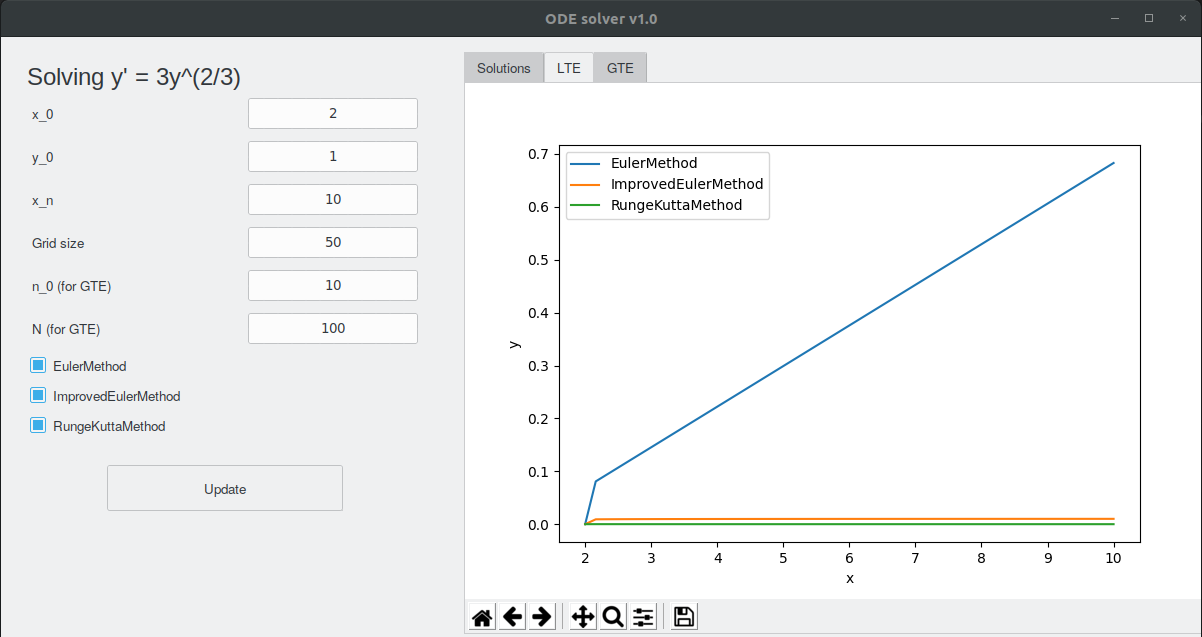 ODE solver v1.0
Solving y' = 3y^(2/3)
x_0
2
y_0
1
x_n
10
Grid size
50
n_0 (for GTE)
10
N (for GTE)
100
EulerMethod
ImprovedEulerMethod
RungeKuttaMethod
Update
Solutions LTE GTE
EulerMethod
ImprovedEulerMethod
RungeKuttaMethod
0.7
0.6
0.5
0.4
0.3
0.2
0.1
0.0
y
2 3 4 5 6 7 8 9 10
x